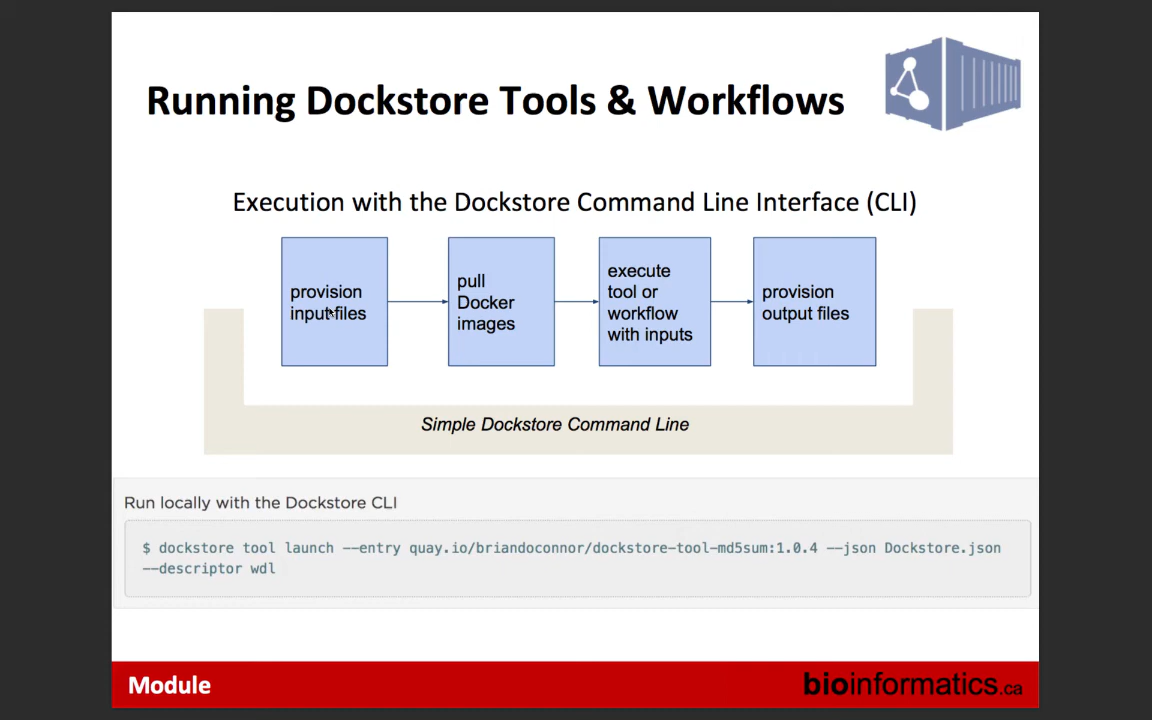 Running Dockstore Tools & Workflows
Execution with the Dockstore Command Line Interface (CLI)
provision
input files
pull
Docker
images
execute
tool or
workflow
with inputs
provision
output files
Simple Dockstore Command Line
Run locally with the Dockstore CLI
$ dockstore tool launch --entry quay.io/briandoconnor/dockstore-tool-md5sum:1.0.4 --json Dockstore.json
--descriptor wdl
Module
bioinformatics.ca